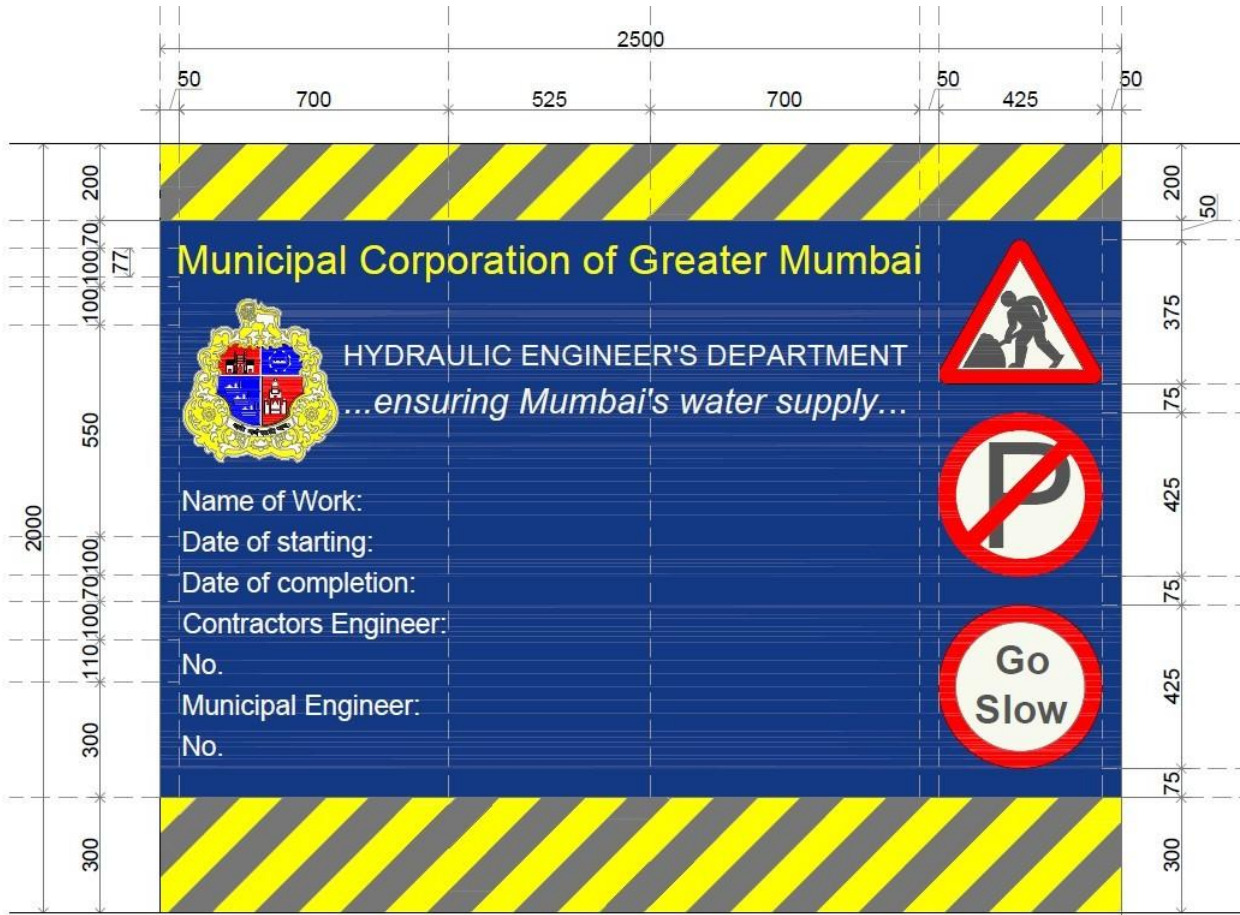 2500
50
700
525
700
50
425
50
200
70
100
77
100
550
2000
100
70
100
110
300
300
200
50
375
75
425
75
425
75
300
Municipal Corporation of Greater Mumbai
HYDRAULIC ENGINEER'S DEPARTMENT
...ensuring Mumbai's water supply...
Name of Work:
Date of starting:
Date of completion:
Contractors Engineer:
No.
Municipal Engineer:
No.
P
Go
Slow